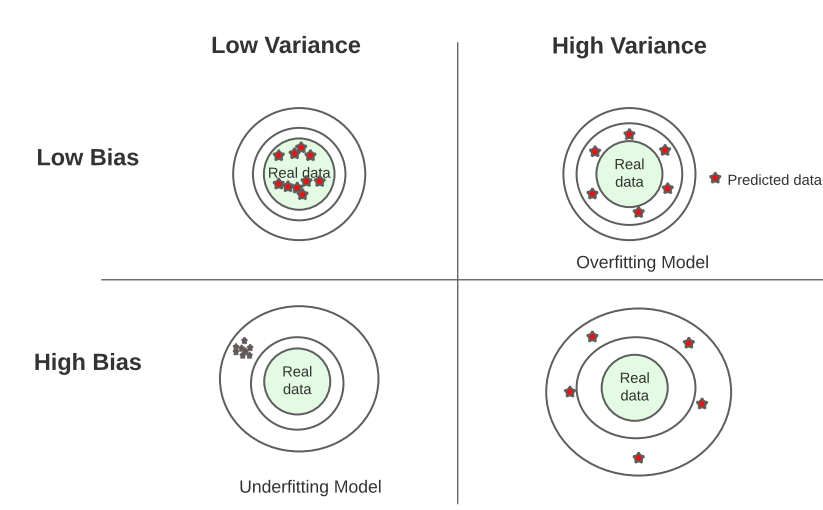 Low Variance
High Variance
Low Bias
Real data
Real
data
Predicted data
Overfitting Model
High Bias
Real
data
Real
data
Underfitting Model